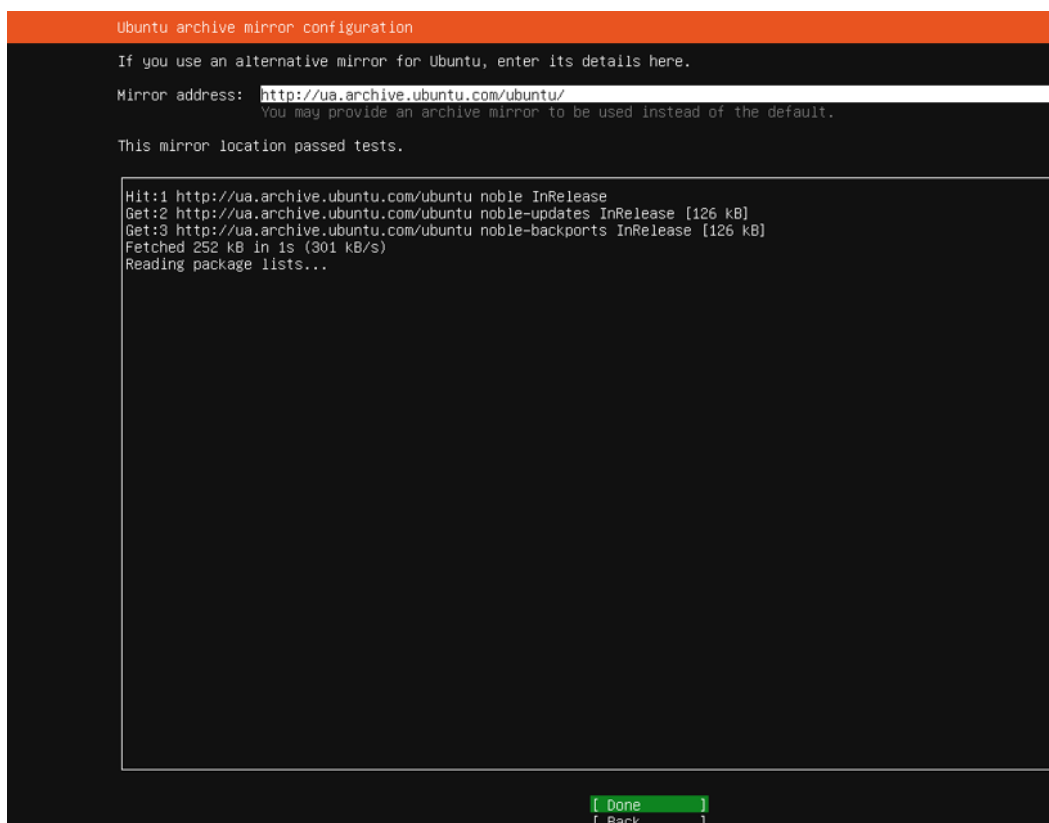 Ubuntu archive mirror configuration
If you use an alternative mirror for Ubuntu, enter its details here.
Mirror address: http://ua.archive.ubuntu.com/ubuntu/
You may provide an archive mirror to be used instead of the default.
This mirror location passed tests.
Hit:1 http://ua.archive.ubuntu.com/ubuntu noble InRelease
Get:2 http://ua.archive.ubuntu.com/ubuntu noble-updates InRelease [126 kB]
Get:3 http://ua.archive.ubuntu.com/ubuntu noble-backports InRelease [126 kB]
Fetched 252 kB in 1s (301 kB/s)
Reading package lists...
[ Done ]
[ Back ]